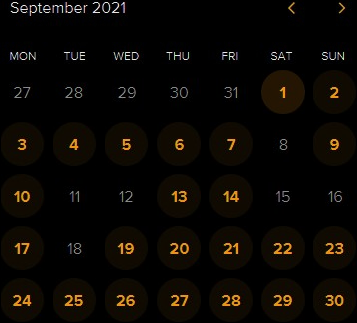 September 2021
MON TUE WED THU FRI SAT SUN
27 28 29 30 31 1 2
3 4 5 6 7 8 9
10 11 12 13 14 15 16
17 18 19 20 21 22 23
24 25 26 27 28 29 30